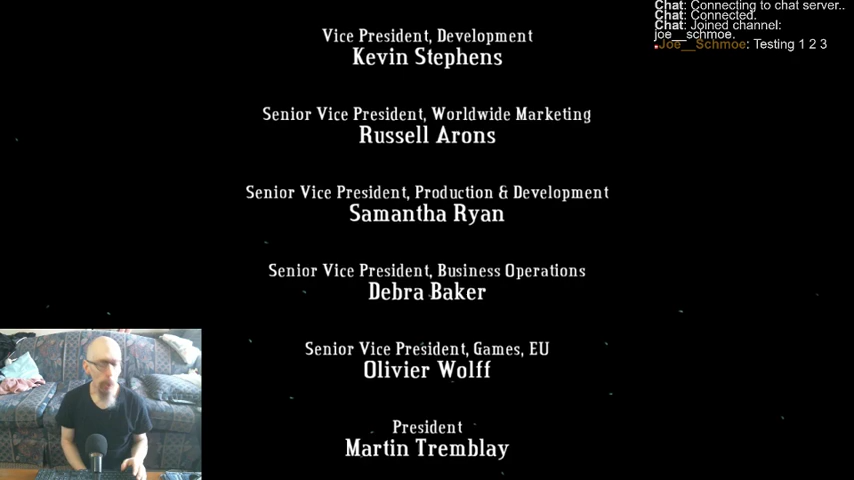 Vice President, Development
Kevin Stephens
Senior Vice President, Worldwide Marketing
Russell Arons
Senior Vice President, Production & Development
Samantha Ryan
Senior Vice President, Business Operations
Debra Baker
Senior Vice President, Games, EU
Olivier Wolff
President
Martin Tremblay
Chat: Connecting to chat server..
Chat: Connected.
Chat: Joined channel:
joe__schmoe.
Joe__Schmoe: Testing 1 2 3